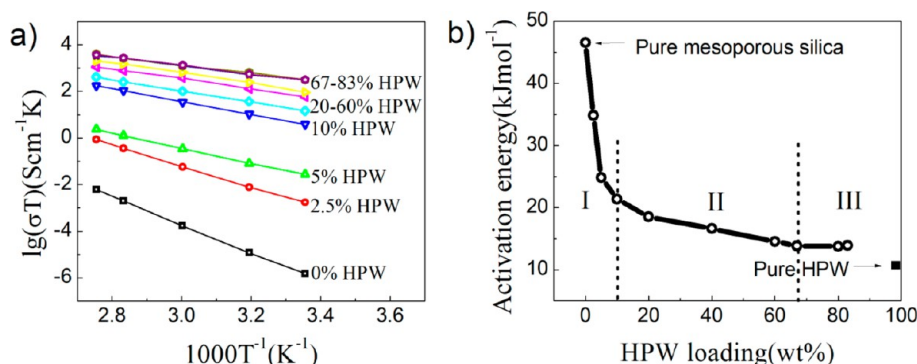 a)
lg(σT)(Scm⁻¹K)
4
2
0
-2
-4
-6
67-83% HPW
20-60% HPW
10% HPW
5% HPW
2.5% HPW
0% HPW
2.8 3.0 3.2 3.4 3.6
1000T⁻¹(K⁻¹)
b)
Activation energy(kJmol⁻¹)
50
40
30
20
10
Pure mesoporous silica
I II III
Pure HPW
0 20 40 60 80 100
HPW loading(wt%)